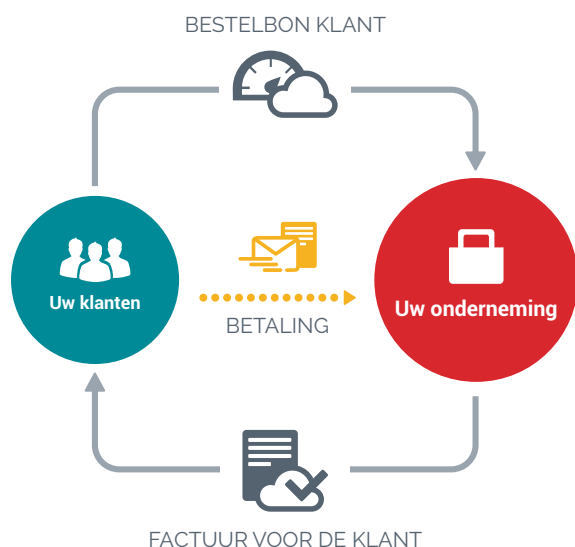 BESTELBON KLANT
Uw klanten
Uw onderneming
BETALING
FACTUUR VOOR DE KLANT